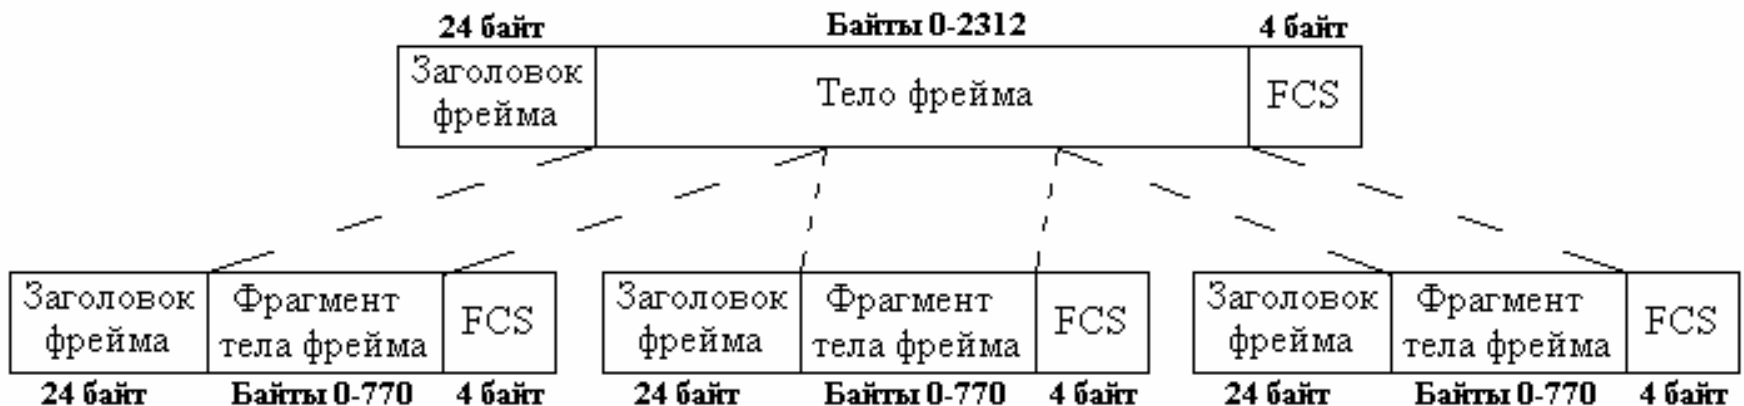 24 байт Байты 0-2312 4 байт
Заголовок
фрейма
Тело фрейма
FCS
Заголовок
фрейма
Фрагмент
тела фрейма
FCS
Заголовок
фрейма
Фрагмент
тела фрейма
FCS
Заголовок
фрейма
Фрагмент
тела фрейма
FCS
24 байт Байты 0-770 4 байт 24 байт Байты 0-770 4 байт 24 байт Байты 0-770 4 байт